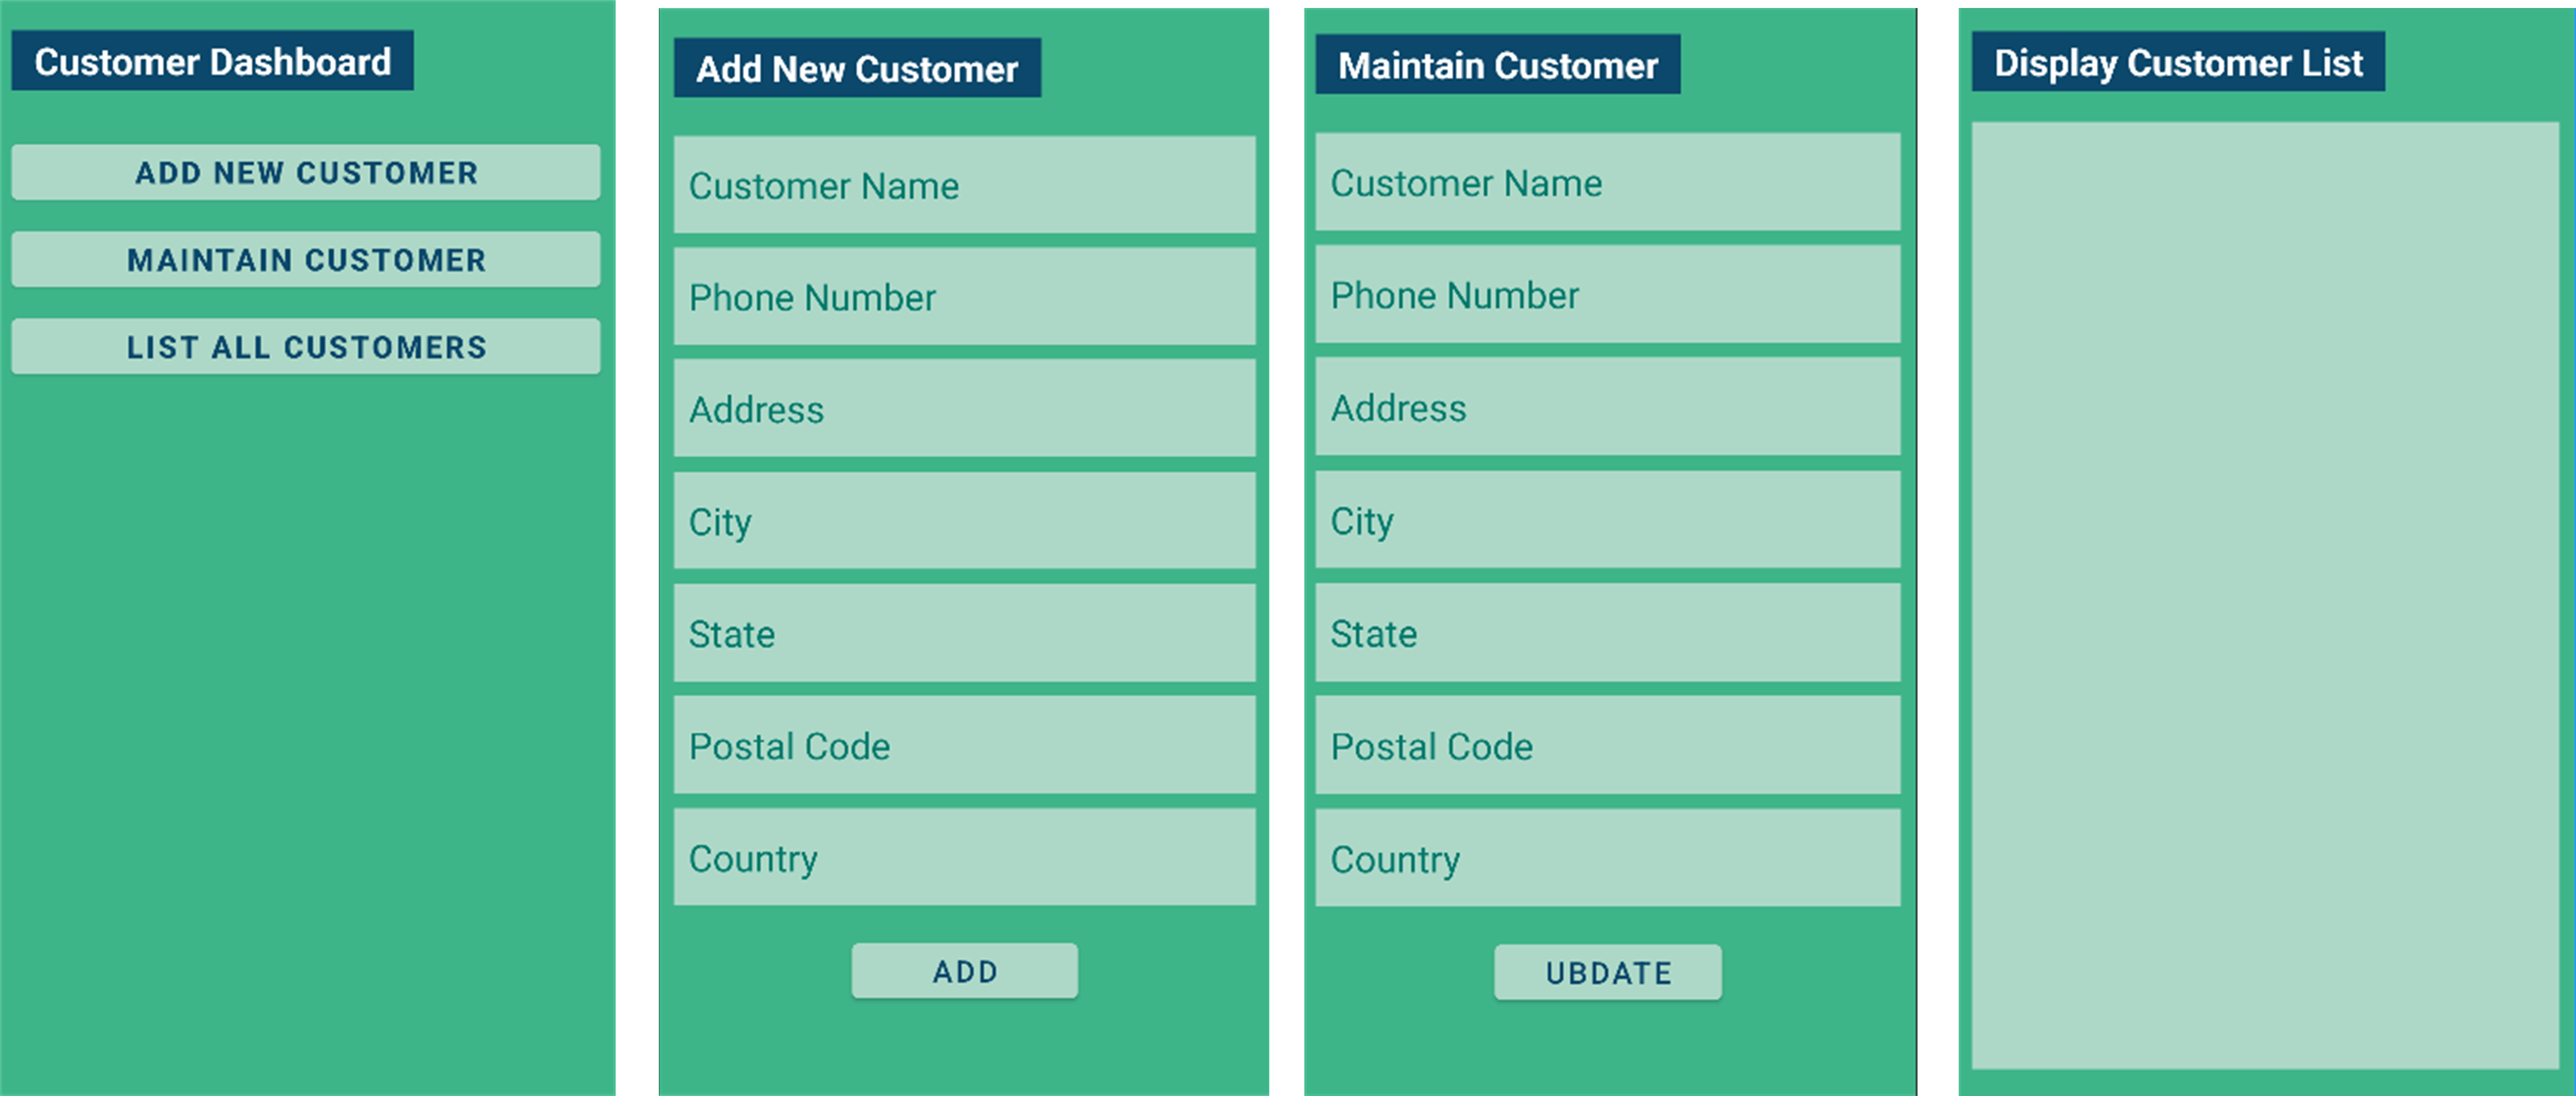 Customer Dashboard
ADD NEW CUSTOMER
MAINTAIN CUSTOMER
LIST ALL CUSTOMERS
Add New Customer
Customer Name
Phone Number
Address
City
State
Postal Code
Country
ADD
Maintain Customer
Customer Name
Phone Number
Address
City
State
Postal Code
Country
UBDATE
Display Customer List